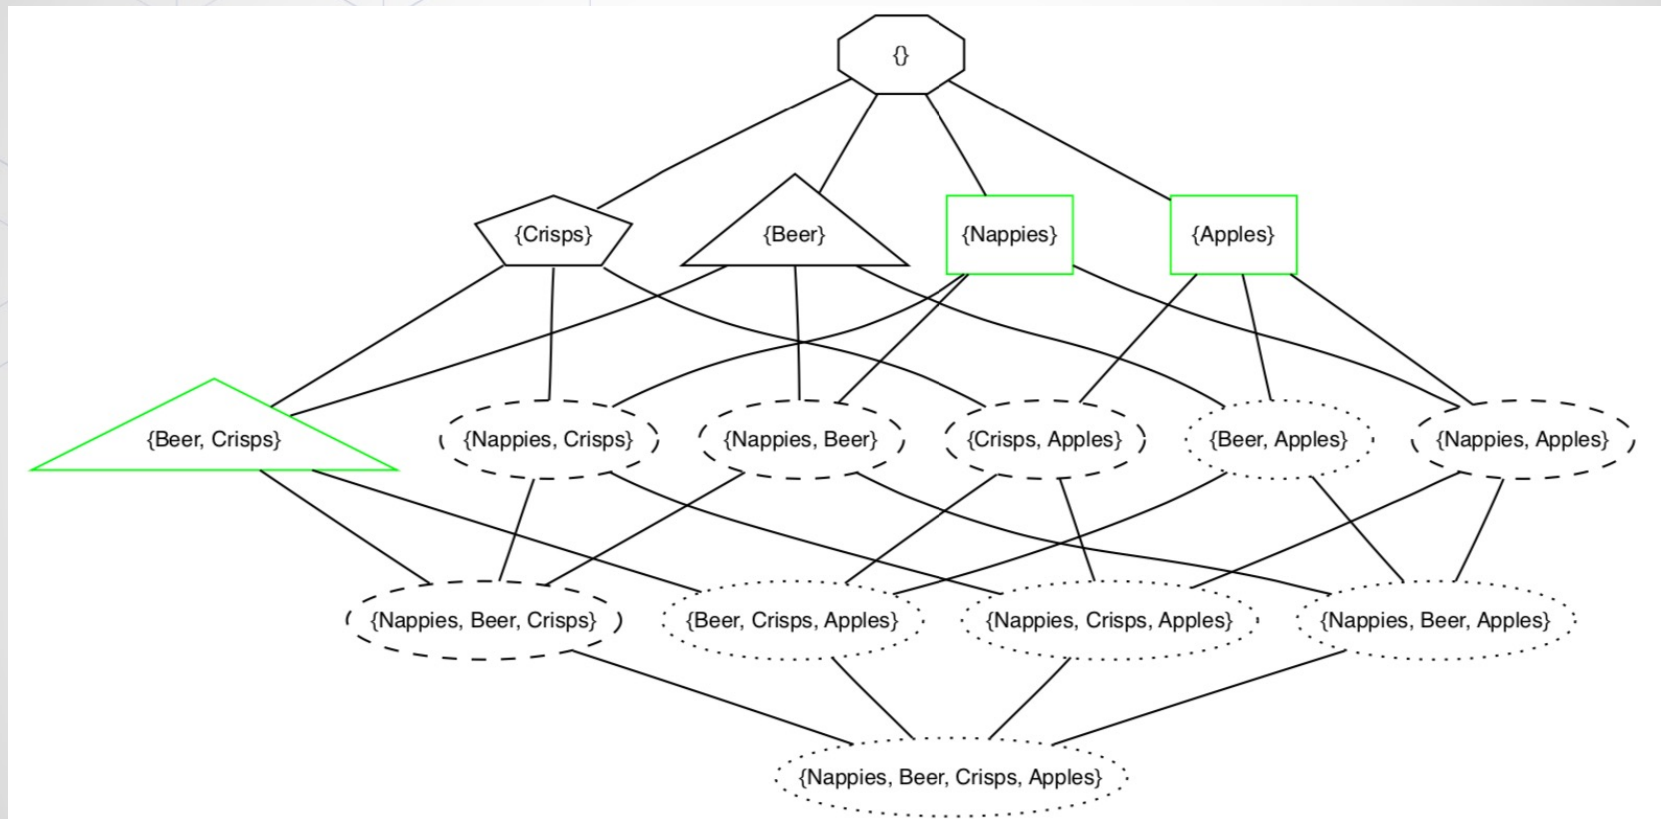 {}
{Crisps}
{Beer}
{Nappies}
{Apples}
{Beer, Crisps}
{Nappies, Crisps}
{Nappies, Beer}
{Crisps, Apples}
{Beer, Apples}
{Nappies, Apples}
{Nappies, Beer, Crisps}
{Beer, Crisps, Apples}
{Nappies, Crisps, Apples}
{Nappies, Beer, Apples}
{Nappies, Beer, Crisps, Apples}